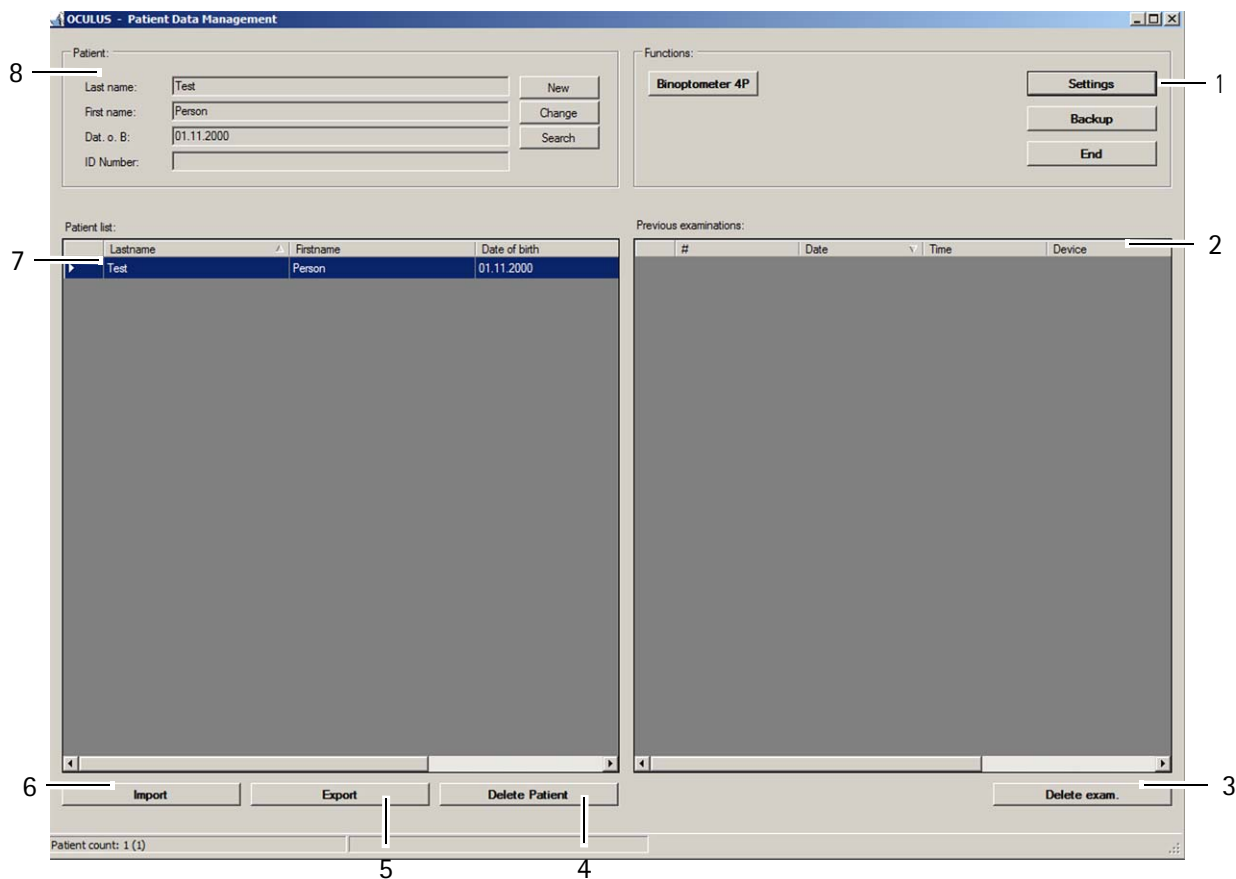 OCULUS - Patient Data Management
Patient:
8
Last name: Test New
First name: Person Change
Dat. o. B: 01.11.2000 Search
ID Number:
Functions:
Binoptometer 4P
Settings 1
Backup
End
Patient list:
Lastname Firstname Date of birth
7 Test Person 01.11.2000
Previous examinations:
# Date Time Device 2
6 Import Export Delete Patient
Delete exam. 3
Patient count: 1 (1)
5 4